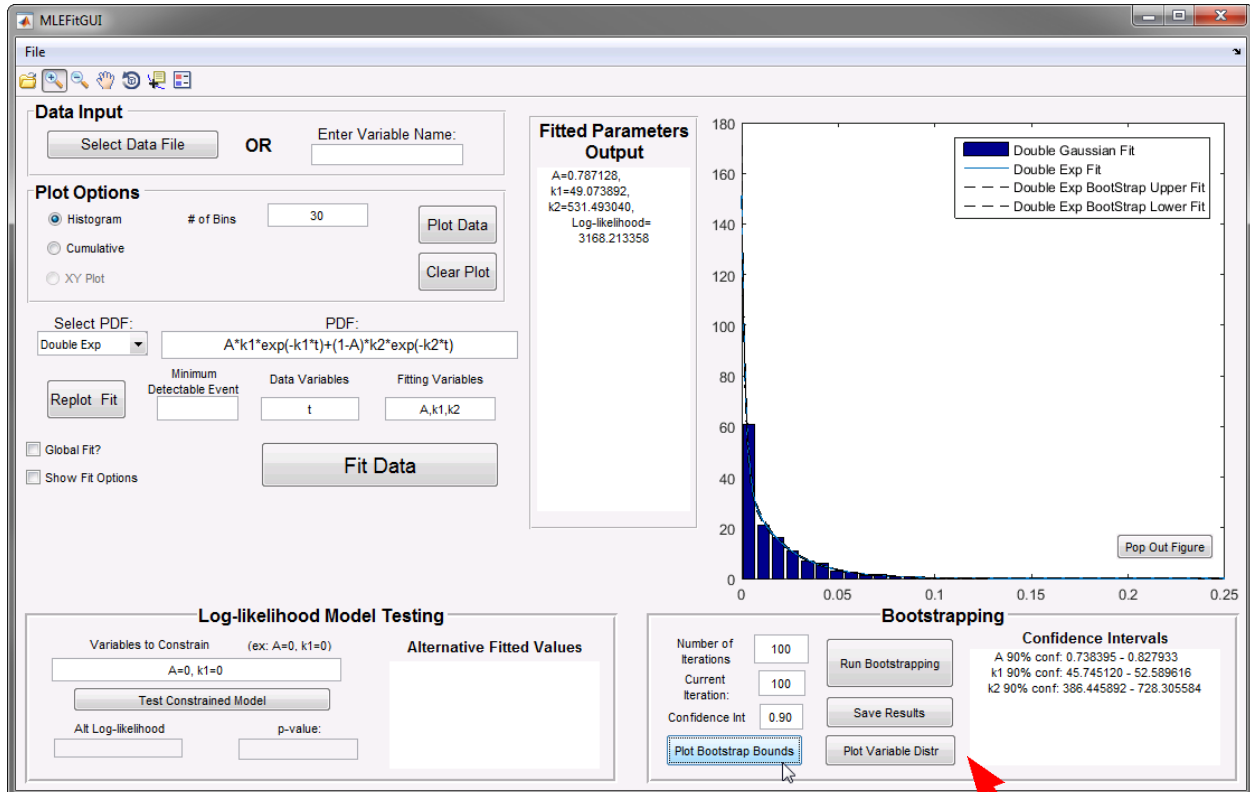 MLEFitGUI
File
Data Input
Select Data File
OR
Enter Variable Name:
Plot Options
Histogram
# of Bins
30
Plot Data
Cumulative
XY Plot
Clear Plot
Select PDF:
PDF:
Double Exp
A*k1*exp(-k1*t)+(1-A)*k2*exp(-k2*t)
Replot Fit
Minimum
Detectable Event
Data Variables
t
Fitting Variables
A,k1,k2
Global Fit?
Show Fit Options
Fit Data
Fitted Parameters
Output
A=0.787128,
k1=49.073892,
k2=531.493040,
Log-likelihood=
3168.213358
180
160
140
120
100
80
60
40
20
0
0
0.05
0.1
0.15
0.2
0.25
Double Gaussian Fit
Double Exp Fit
Double Exp BootStrap Upper Fit
Double Exp BootStrap Lower Fit
Pop Out Figure
Log-likelihood Model Testing
Variables to Constrain
(ex: A=0, k1=0)
A=0, k1=0
Test Constrained Model
Alt Log-likelihood
p-value:
Alternative Fitted Values
Bootstrapping
Number of
Iterations
100
Current
Iteration:
100
Confidence Int
0.90
Plot Bootstrap Bounds
Run Bootstrapping
Save Results
Plot Variable Distr
Confidence Intervals
A 90% conf: 0.738395 - 0.827933
k1 90% conf: 45.745120 - 52.589616
k2 90% conf: 386.445892 - 728.305584